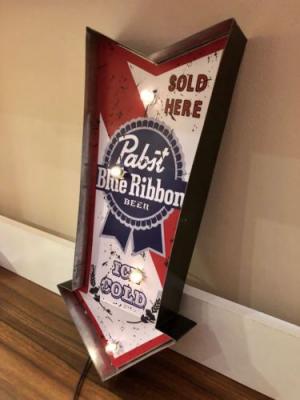 SOLD
HERE
Pabst
Blue Ribbon
BEER
ICE
COLD